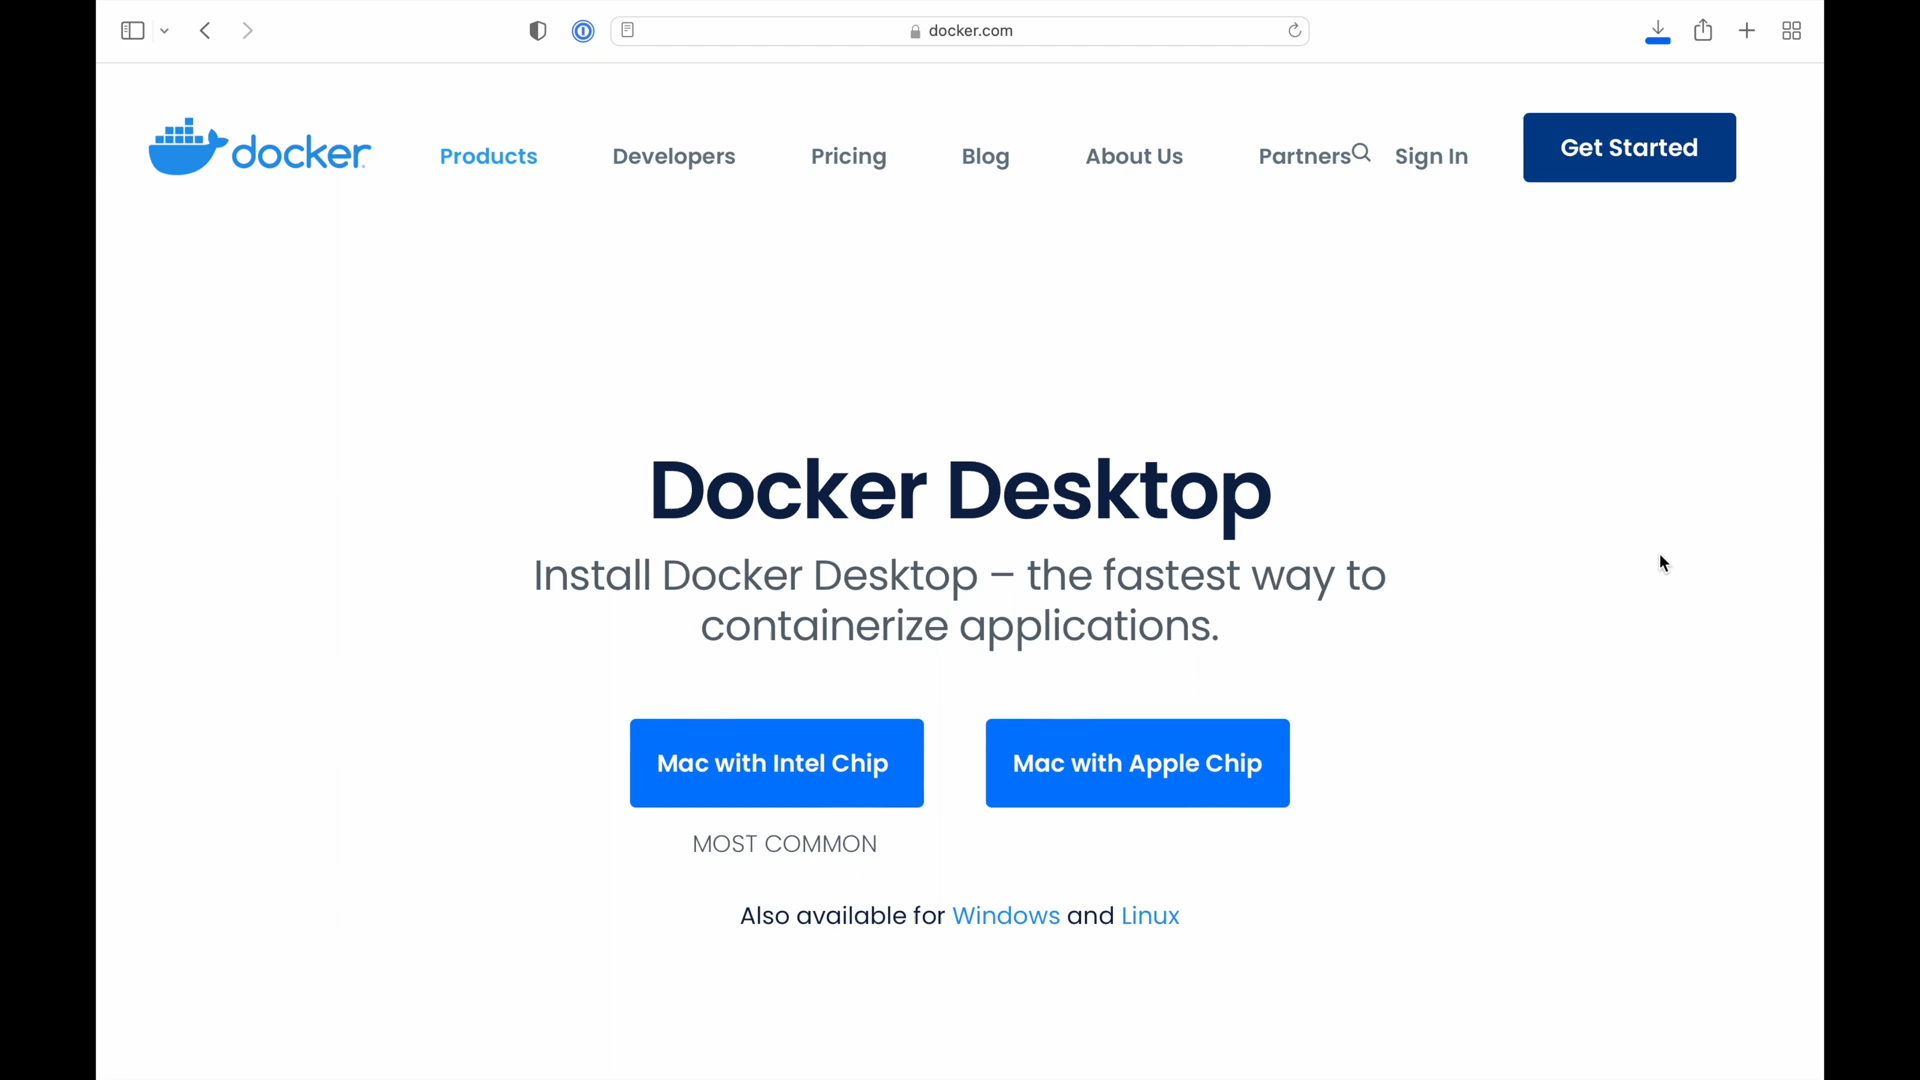 docker.com
docker
Products
Developers
Pricing
Blog
About Us
Partners
Sign In
Get Started
Docker Desktop
Install Docker Desktop – the fastest way to
containerize applications.
Mac with Intel Chip
Mac with Apple Chip
MOST COMMON
Also available for Windows and Linux